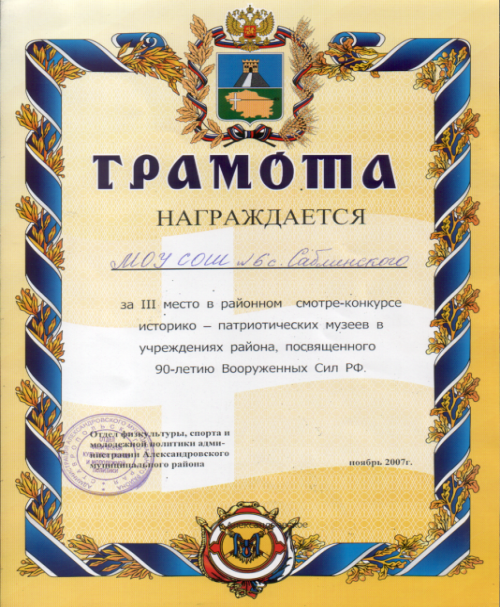 ГРАМОТА
НАГРАЖДАЕТСЯ
МОУ СОШ №6 с. Саблинского
за III место в районном смотре-конкурсе
историко – патриотических музеев в
учреждениях района, посвященного
90-летию Вооруженных Сил РФ.
Отдел физкультуры, спорта и
молодежной политики адми-
нистрации Александровского
муниципального района
ноябрь 2007г.